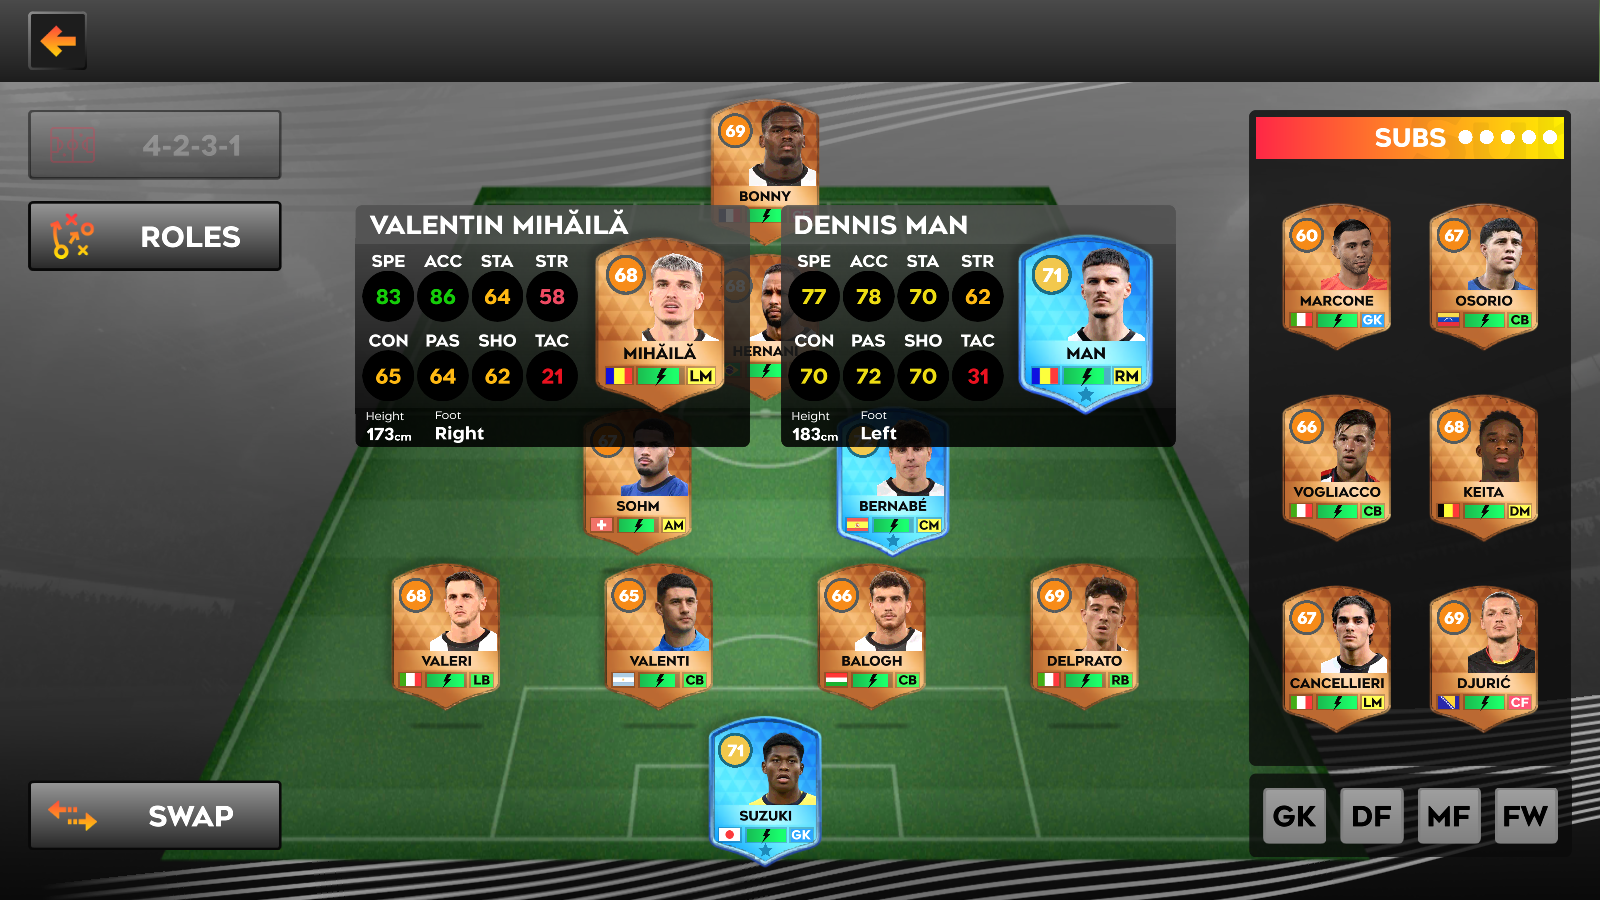 4-2-3-1
ROLES
69
BONNY
VALENTIN MIHĂILĂ
SPE ACC STA STR
83 86 64 58
CON PAS SHO TAC
65 64 62 21
Height Foot
173cm Right
68
MIHĂILĂ
LM
68
HERNANI
DENNIS MAN
SPE ACC STA STR
77 78 70 62
CON PAS SHO TAC
70 72 70 31
Height Foot
183cm Left
71
MAN
RM
67
SOHM
AM
BERNABÉ
CM
68
VALERI
LB
65
VALENTI
CB
66
BALOGH
CB
69
DELPRATO
RB
71
SUZUKI
GK
SUBS
60
MARCONE
GK
67
OSORIO
CB
66
VOGLIACCO
CB
68
KEITA
DM
67
CANCELLIERI
LM
69
DJURIĆ
CF
SWAP
GK DF MF FW